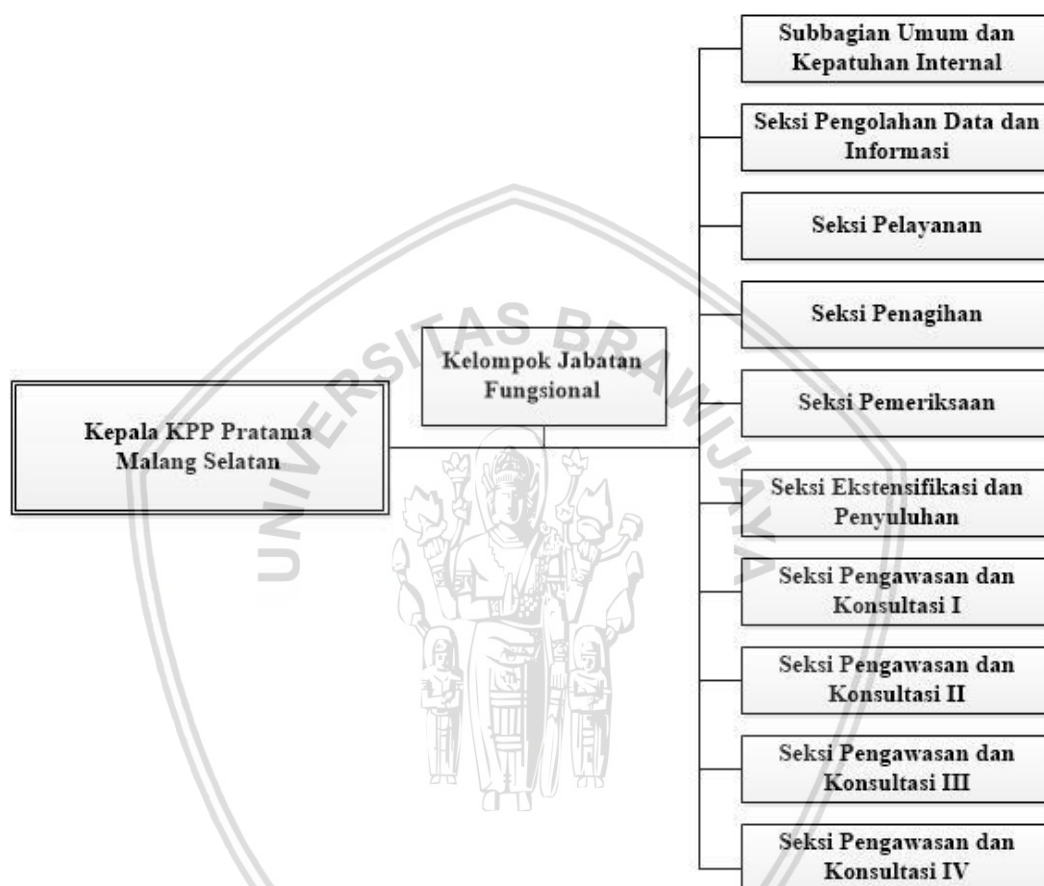 Kepala KPP Pratama
Malang Selatan
Kelompok Jabatan
Fungsional
Subbagian Umum dan
Kepatuhan Internal
Seksi Pengolahan Data dan
Informasi
Seksi Pelayanan
Seksi Penagihan
Seksi Pemeriksaan
Seksi Ekstensifikasi dan
Penyuluhan
Seksi Pengawasan dan
Konsultasi I
Seksi Pengawasan dan
Konsultasi II
Seksi Pengawasan dan
Konsultasi III
Seksi Pengawasan dan
Konsultasi IV
UNIVERSITAS BRAWIJAYA